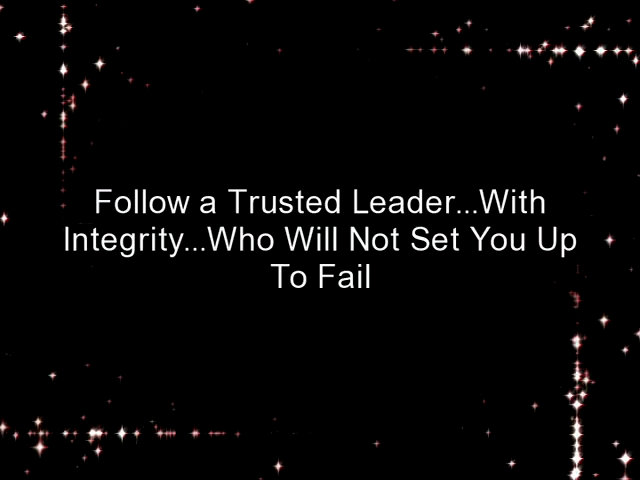 Follow a Trusted Leader...With
Integrity...Who Will Not Set You Up
To Fail